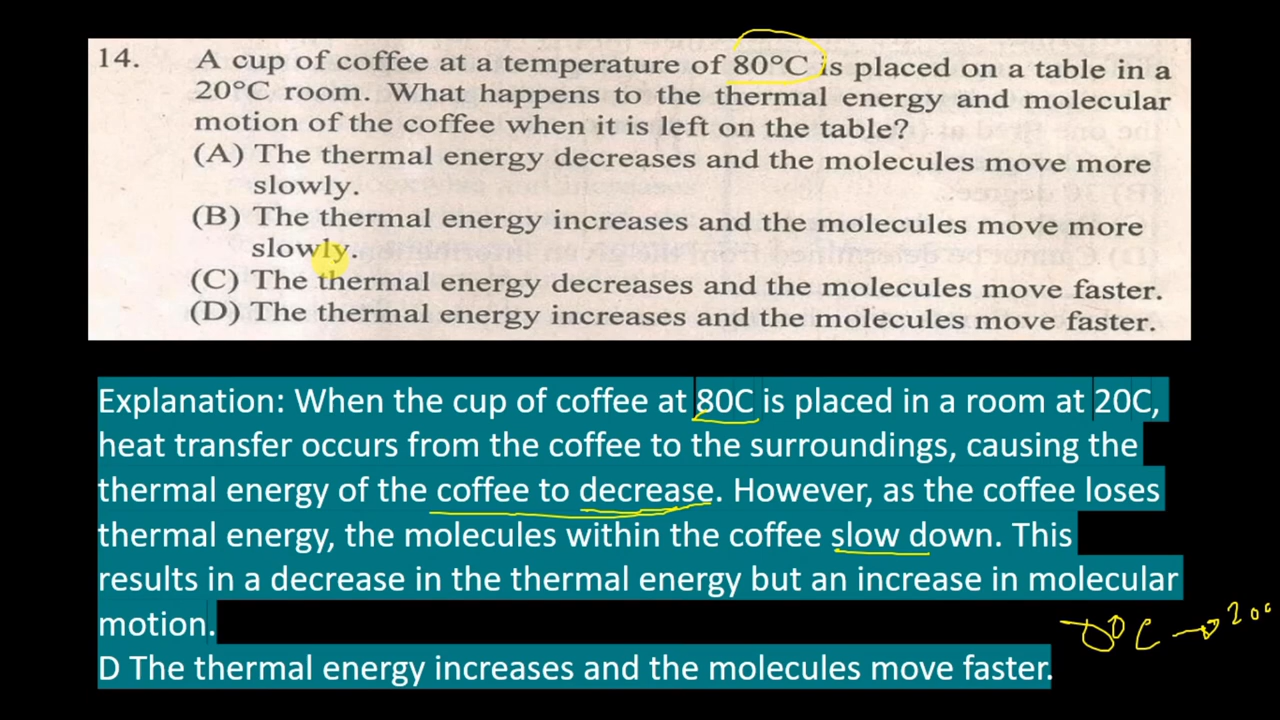 14. A cup of coffee at a temperature of 80°C is placed on a table in a
20°C room. What happens to the thermal energy and molecular
motion of the coffee when it is left on the table?
(A) The thermal energy decreases and the molecules move more
slowly.
(B) The thermal energy increases and the molecules move more
slowly.
(C) The thermal energy decreases and the molecules move faster.
(D) The thermal energy increases and the molecules move faster.
Explanation: When the cup of coffee at 80C is placed in a room at 20C,
heat transfer occurs from the coffee to the surroundings, causing the
thermal energy of the coffee to decrease. However, as the coffee loses
thermal energy, the molecules within the coffee slow down. This
results in a decrease in the thermal energy but an increase in molecular
motion.
D The thermal energy increases and the molecules move faster.